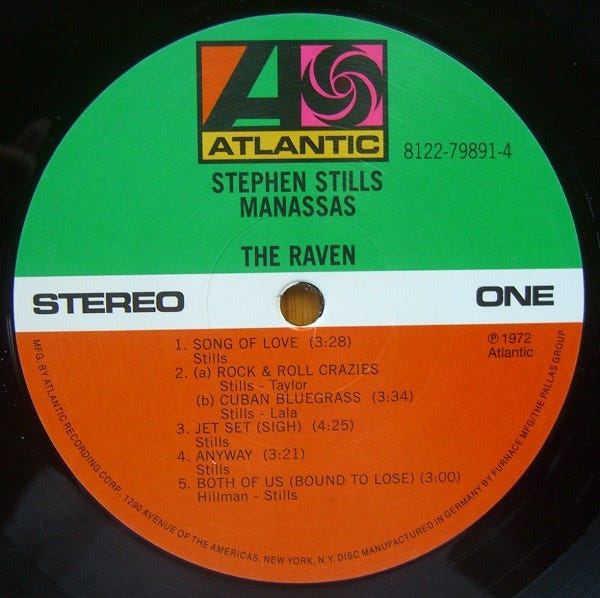 ATLANTIC
8122-79891-4
STEPHEN STILLS
MANASSAS
THE RAVEN
STEREO
ONE
℗ 1972
Atlantic
1. SONG OF LOVE (3:28)
Stills
2. (a) ROCK & ROLL CRAZIES
Stills - Taylor
(b) CUBAN BLUEGRASS (3:34)
Stills - Lala
3. JET SET (SIGH) (4:25)
Stills
4. ANYWAY (3:21)
Stills
5. BOTH OF US (BOUND TO LOSE) (3:00)
Hillman - Stills
MFG. BY ATLANTIC RECORDING CORP., 1290 AVENUE OF THE AMERICAS, NEW YORK, N.Y. DISC MANUFACTURED IN GERMANY BY FURNACE MFG/THE PALLAS GROUP